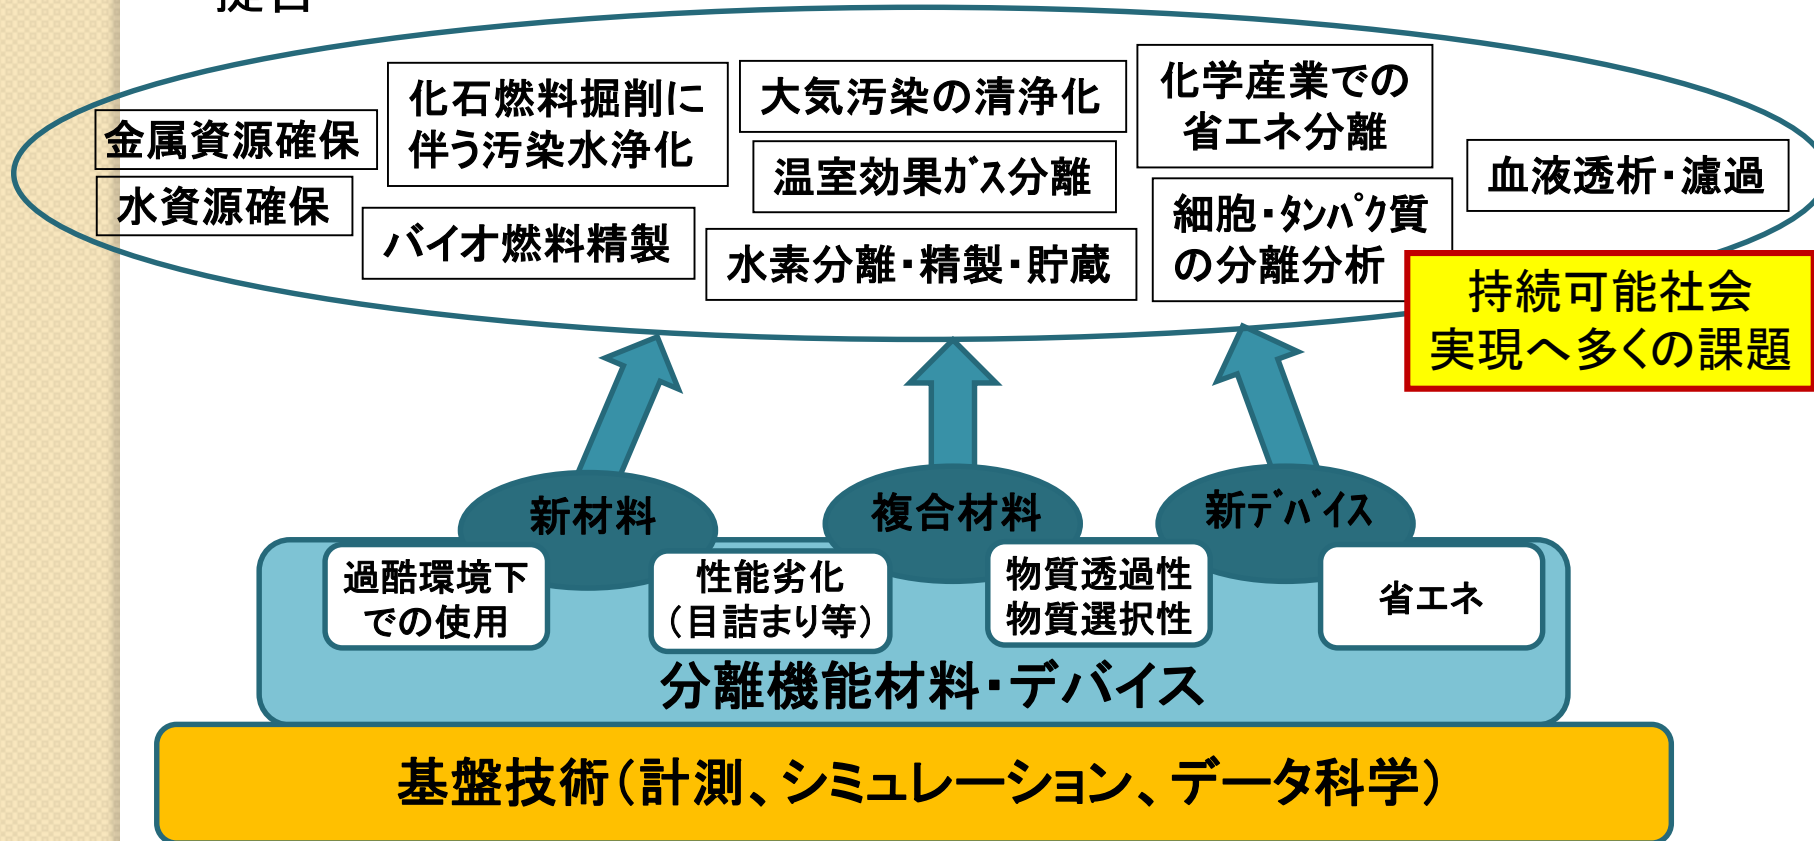 金属資源確保
水資源確保
化石燃料掘削に
伴う汚染水浄化
バイオ燃料精製
大気汚染の清浄化
温室効果ｶﾞｽ分離
水素分離・精製・貯蔵
化学産業での
省エネ分離
細胞・ﾀﾝﾊﾟｸ質
の分離分析
血液透析・濾過
持続可能社会
実現へ多くの課題
新材料
複合材料
新ﾃﾞﾊﾞｲｽ
過酷環境下
での使用
性能劣化
（目詰まり等）
物質透過性
物質選択性
省エネ
分離機能材料・デバイス
基盤技術（計測、シミュレーション、データ科学）